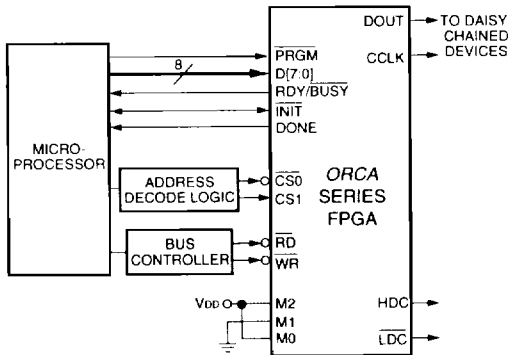 DOUT
TO DAISY
CHAINED
DEVICES
CCLK
8
PRGM
D[7:0]
RDY/BUSY
INIT
DONE
MICRO-
PROCESSOR
ADDRESS
DECODE LOGIC
CS0
CS1
ORCA
SERIES
FPGA
BUS
CONTROLLER
RD
WR
VDD
M2
M1
M0
HDC
LDC